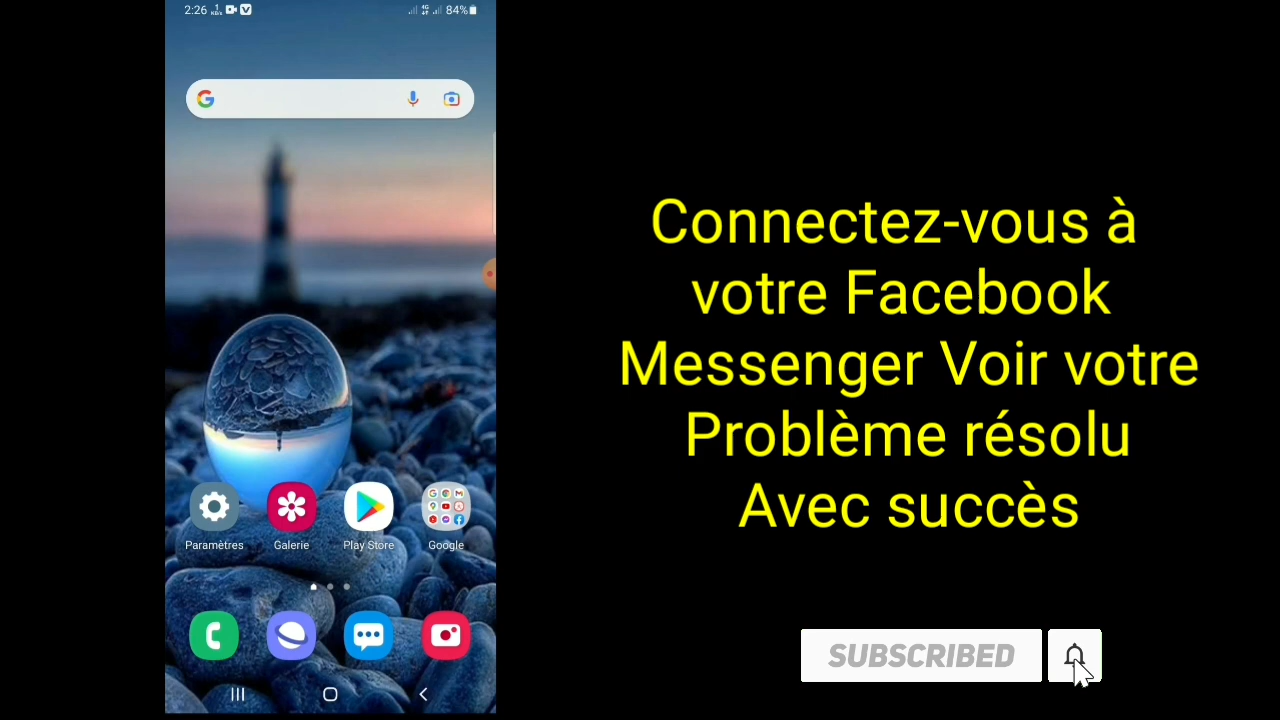 2:26
84%
Connectez-vous à
votre Facebook
Messenger Voir votre
Problème résolu
Avec succès
Paramètres
Galerie
Play Store
Google
SUBSCRIBED